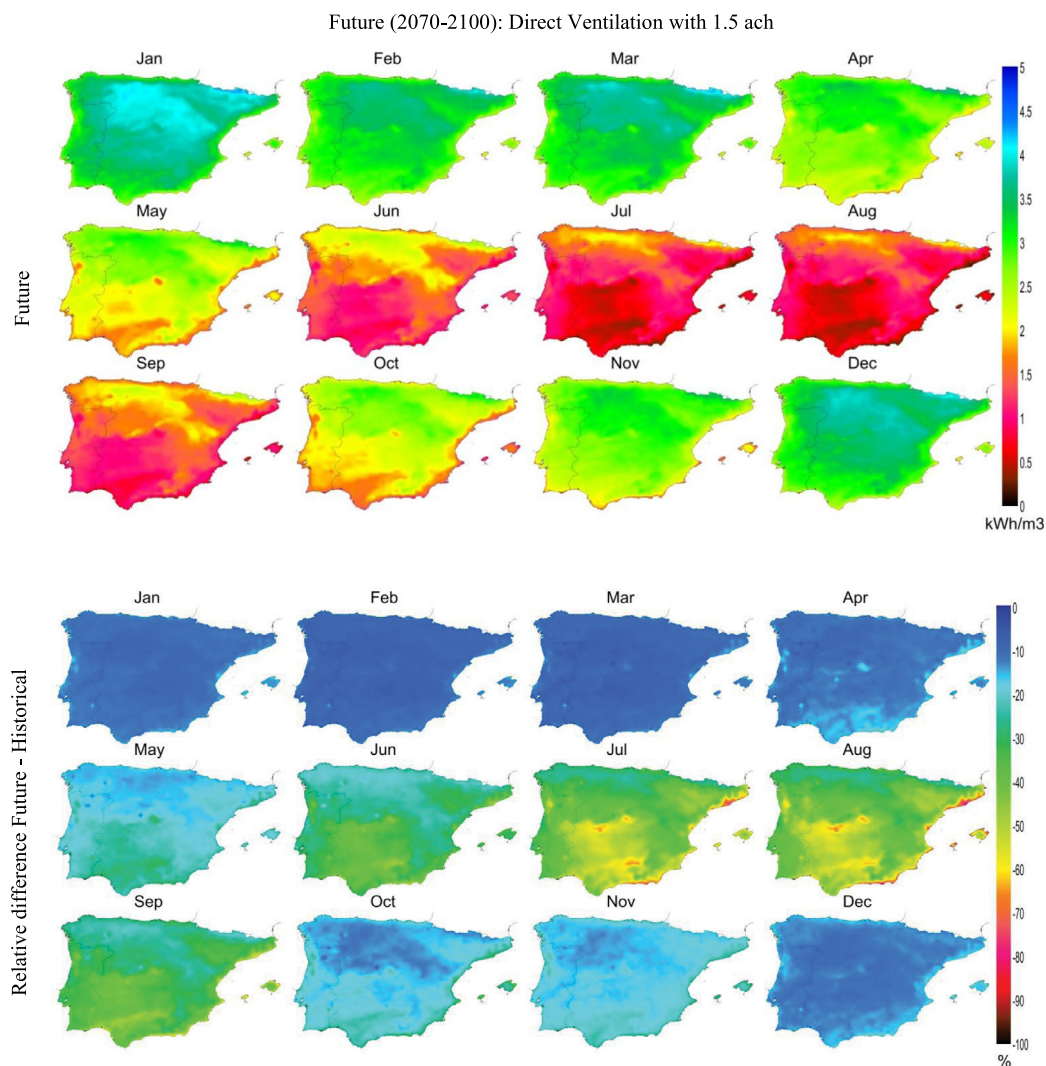 Future (2070-2100): Direct Ventilation with 1.5 ach
Jan Feb Mar Apr
May Jun Jul Aug
Sep Oct Nov Dec
Future
5
4.5
4
3.5
3
2.5
2
1.5
1
0.5
0
kWh/m3
Jan Feb Mar Apr
May Jun Jul Aug
Sep Oct Nov Dec
Relative difference Future - Historical
0
-10
-20
-30
-40
-50
-60
-70
-80
-90
-100
%